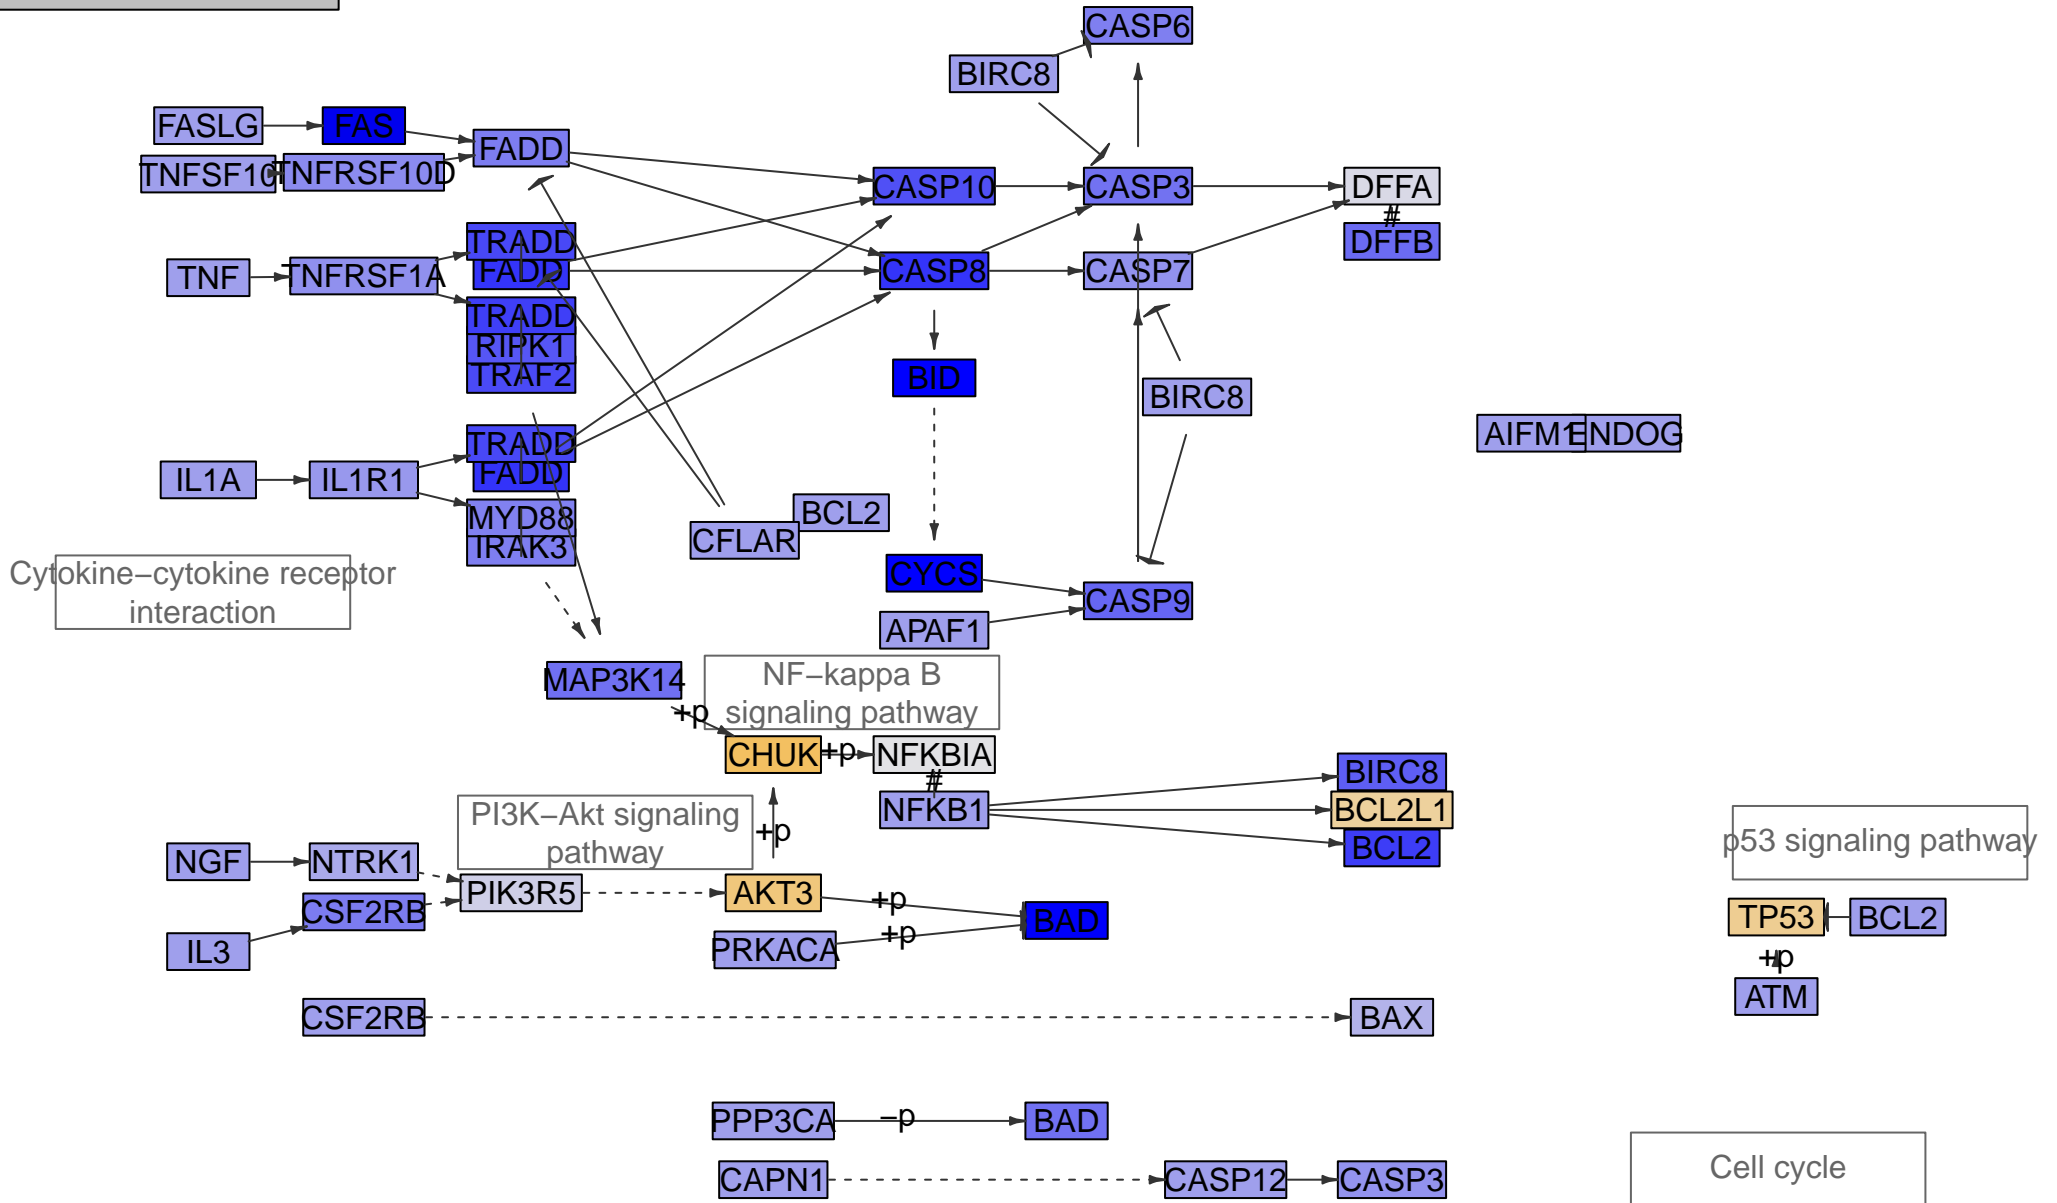 CASP6
BIRC8
FASLG
FAS
FADD
TNFSF10
TNFRSF10D
CASP10
CASP3
DFFA
#
DFFB
TRADD
FADD
TNF
TNFRSF1A
CASP8
CASP7
TRADD
RIPK1
TRAF2
BID
BIRC8
AIFM1
ENDOG
TRADD
FADD
IL1A
IL1R1
MYD88
IRAK3
BCL2
CFLAR
Cytokine−cytokine receptor
interaction
CYCS
CASP9
APAF1
MAP3K14
NF−kappa B
signaling pathway
+p
CHUK
+p
NFKBIA
#
NFKB1
BIRC8
BCL2L1
BCL2
PI3K−Akt signaling
pathway
+p
p53 signaling pathway
NGF
NTRK1
PIK3R5
AKT3
+p
CSF2RB
BAD
TP53
BCL2
IL3
PRKACA
+p
+p
ATM
CSF2RB
BAX
PPP3CA
−p
BAD
CAPN1
CASP12
CASP3
Cell cycle